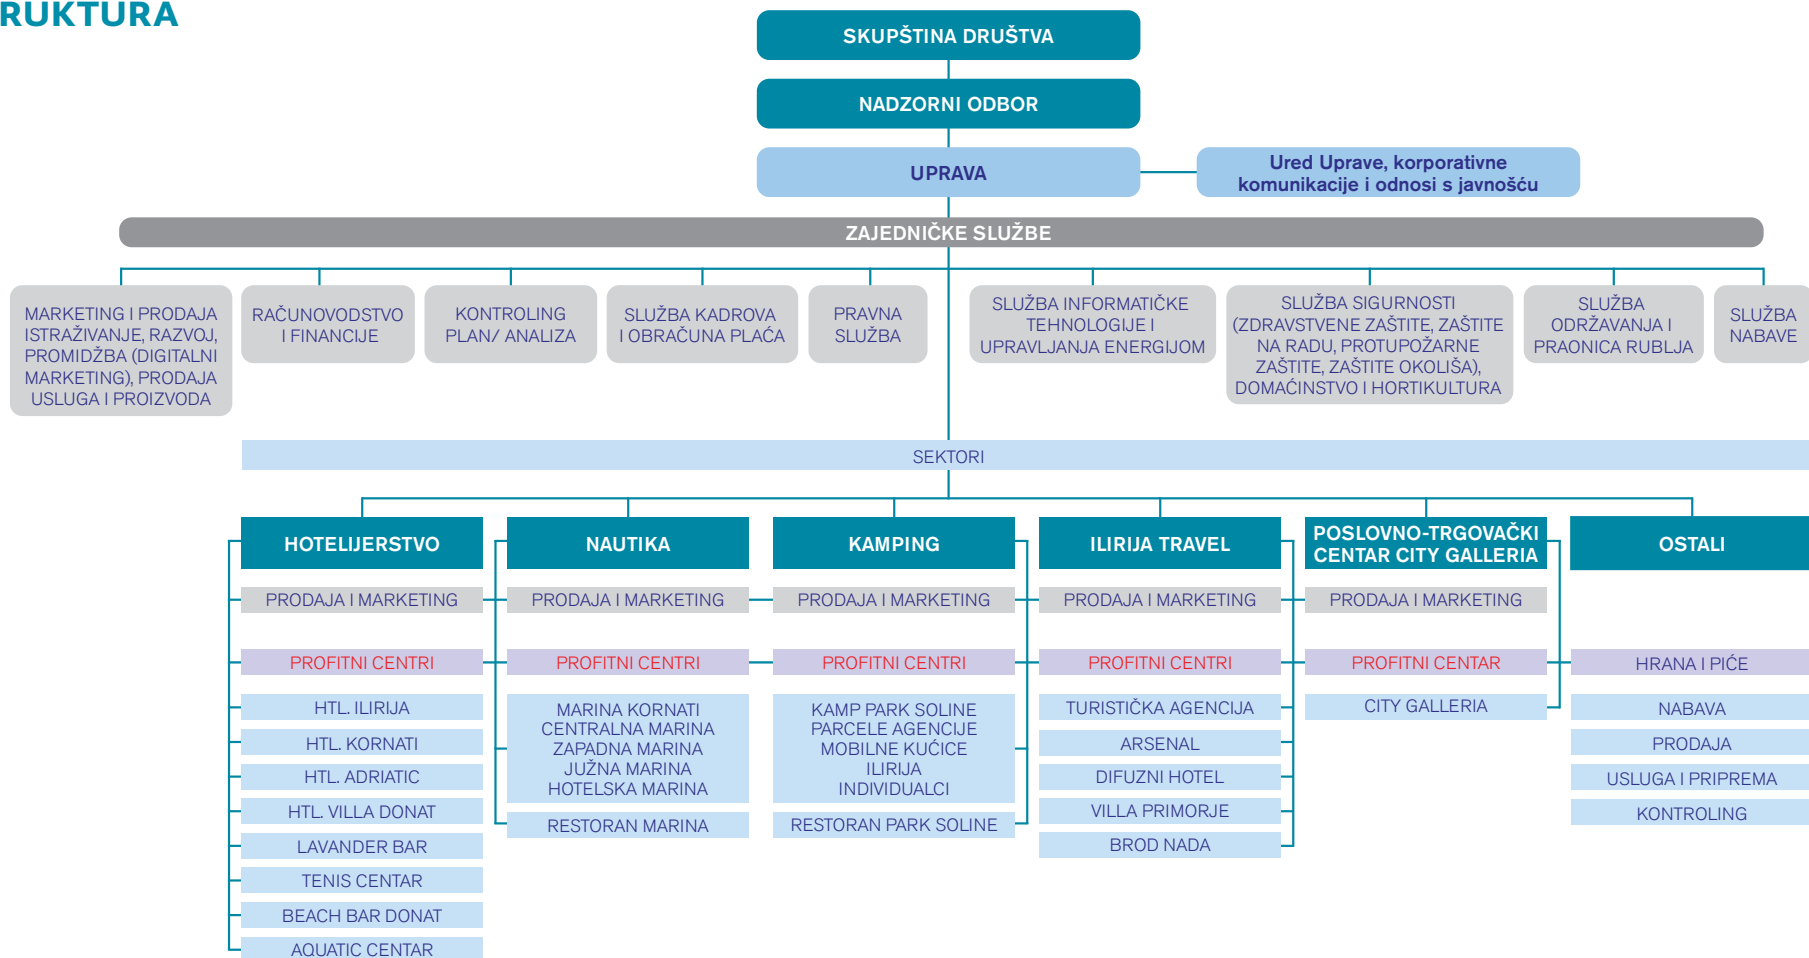 RUKTURA
SKUPŠTINA DRUŠTVA
NADZORNI ODBOR
UPRAVA
Ured Uprave, korporativne
komunikacije i odnosi s javnošću
ZAJEDNIČKE SLUŽBE
MARKETING I PRODAJA
ISTRAŽIVANJE, RAZVOJ,
PROMIDŽBA (DIGITALNI
MARKETING), PRODAJA
USLUGA I PROIZVODA
RAČUNOVODSTVO
I FINANCIJE
KONTROLING
PLAN/ ANALIZA
SLUŽBA KADROVA
I OBRAČUNA PLAĆA
PRAVNA
SLUŽBA
SLUŽBA INFORMATIČKE
TEHNOLOGIJE I
UPRAVLJANJA ENERGIJOM
SLUŽBA SIGURNOSTI
(ZDRAVSTVENE ZAŠTITE, ZAŠTITE
NA RADU, PROTUPOŽARNE
ZAŠTITE, ZAŠTITE OKOLIŠA),
DOMAĆINSTVO I HORTIKULTURA
SLUŽBA
ODRŽAVANJA I
PRAONICA RUBLJA
SLUŽBA
NABAVE
SEKTORI
HOTELIJERSTVO
PRODAJA I MARKETING
PROFITNI CENTRI
HTL. ILIRIJA
HTL. KORNATI
HTL. ADRIATIC
HTL. VILLA DONAT
LAVANDER BAR
TENIS CENTAR
BEACH BAR DONAT
AQUATIC CENTAR
NAUTIKA
PRODAJA I MARKETING
PROFITNI CENTRI
MARINA KORNATI
CENTRALNA MARINA
ZAPADNA MARINA
JUŽNA MARINA
HOTELSKA MARINA
RESTORAN MARINA
KAMPING
PRODAJA I MARKETING
PROFITNI CENTRI
KAMP PARK SOLINE
PARCELE AGENCIJE
MOBILNE KUĆICE
ILIRIJA
INDIVIDUALCI
RESTORAN PARK SOLINE
ILIRIJA TRAVEL
PRODAJA I MARKETING
PROFITNI CENTRI
TURISTIČKA AGENCIJA
ARSENAL
DIFUZNI HOTEL
VILLA PRIMORJE
BROD NADA
POSLOVNO-TRGOVAČKI
CENTAR CITY GALLERIA
PRODAJA I MARKETING
PROFITNI CENTAR
CITY GALLERIA
OSTALI
HRANA I PIĆE
NABAVA
PRODAJA
USLUGA I PRIPREMA
KONTROLING